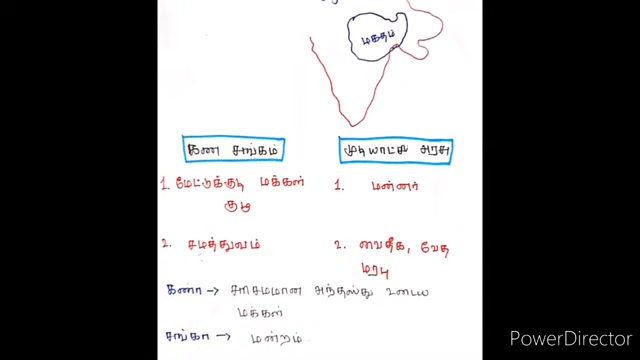 மகதம்
கண சங்கம்
முடியாட்சி அரசு
1. மேட்டுக்குடி மக்கள்
குழு
1. மன்னர்
2. சமத்துவம்
2. வைதீக, வேத
மரபு
கணா → சரிசமமான அந்தஸ்து உடைய
மக்கள்
சங்கா → மன்றம்
PowerDirector